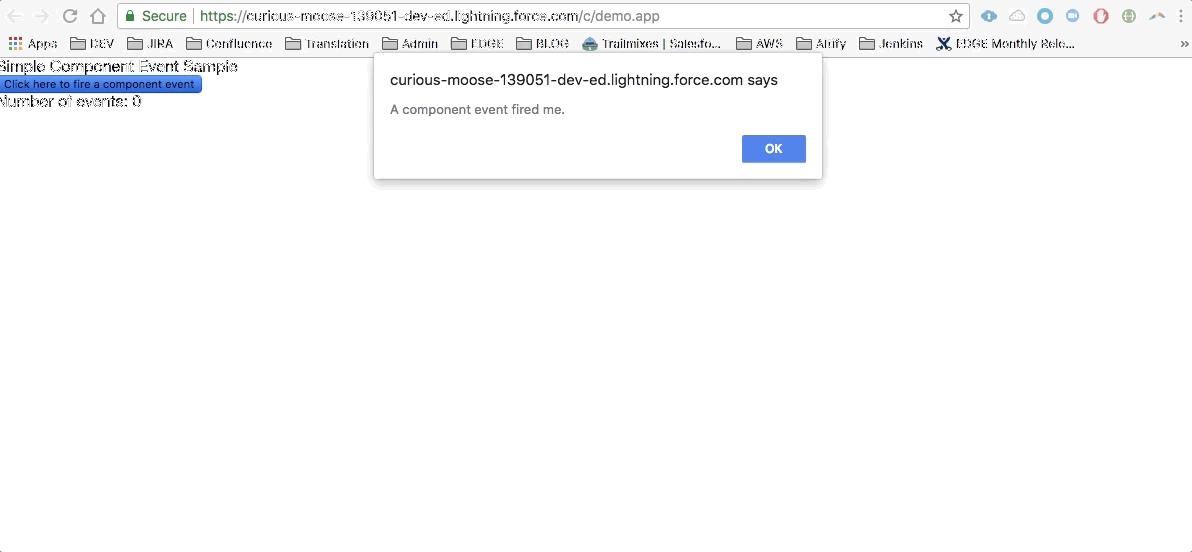 Secure https://curious-moose-139051-dev-ed.lightning.force.com/c/demo.app
Apps DEV JIRA Confluence Translation Admin EDGE BLOG Trailmixes | Salesfo... AWS Altify Jenkins EDGE Monthly Rele... »
Simple Component Event Sample
Click here to fire a component event
Number of events: 0
curious-moose-139051-dev-ed.lightning.force.com says
A component event fired me.
OK